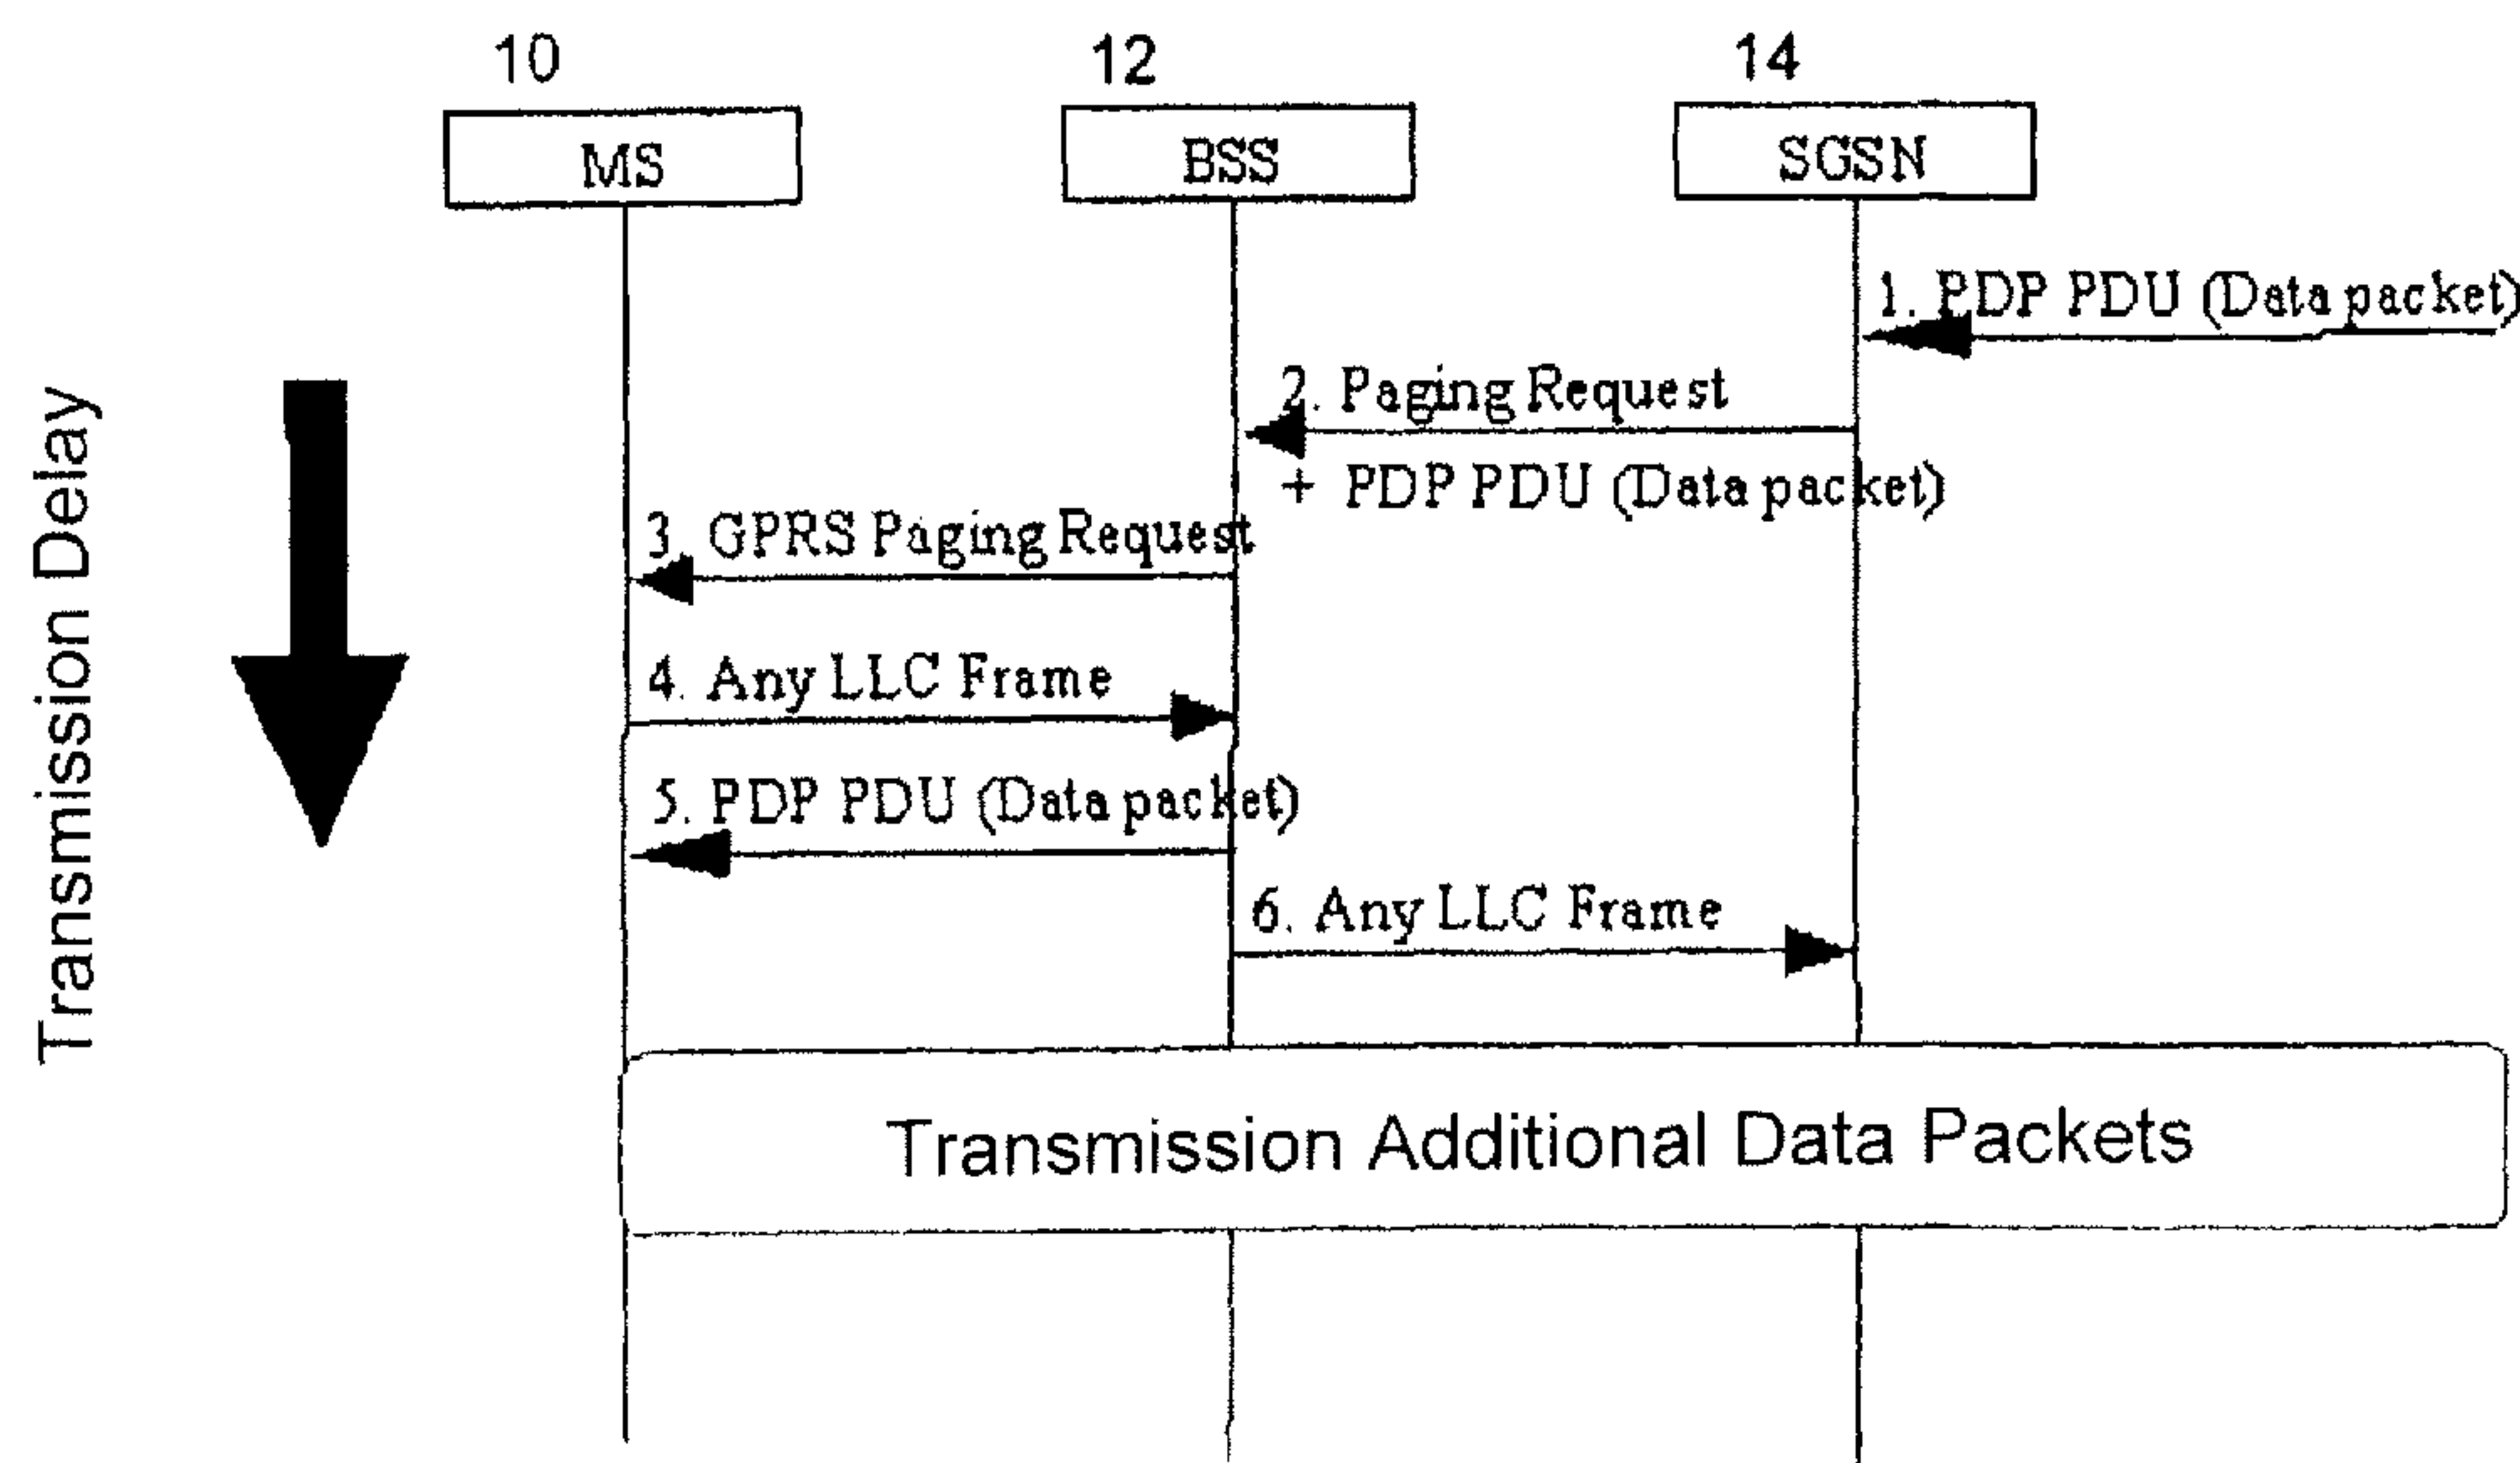 10
12
14
MS
BSS
SGSN
1. PDP PDU (Data packet)
2. Paging Request
+ PDP PDU (Data packet)
3. GPRS Paging Request
4. Any LLC Frame
5. PDP PDU (Data packet)
6. Any LLC Frame
Transmission Delay
Transmission Additional Data Packets